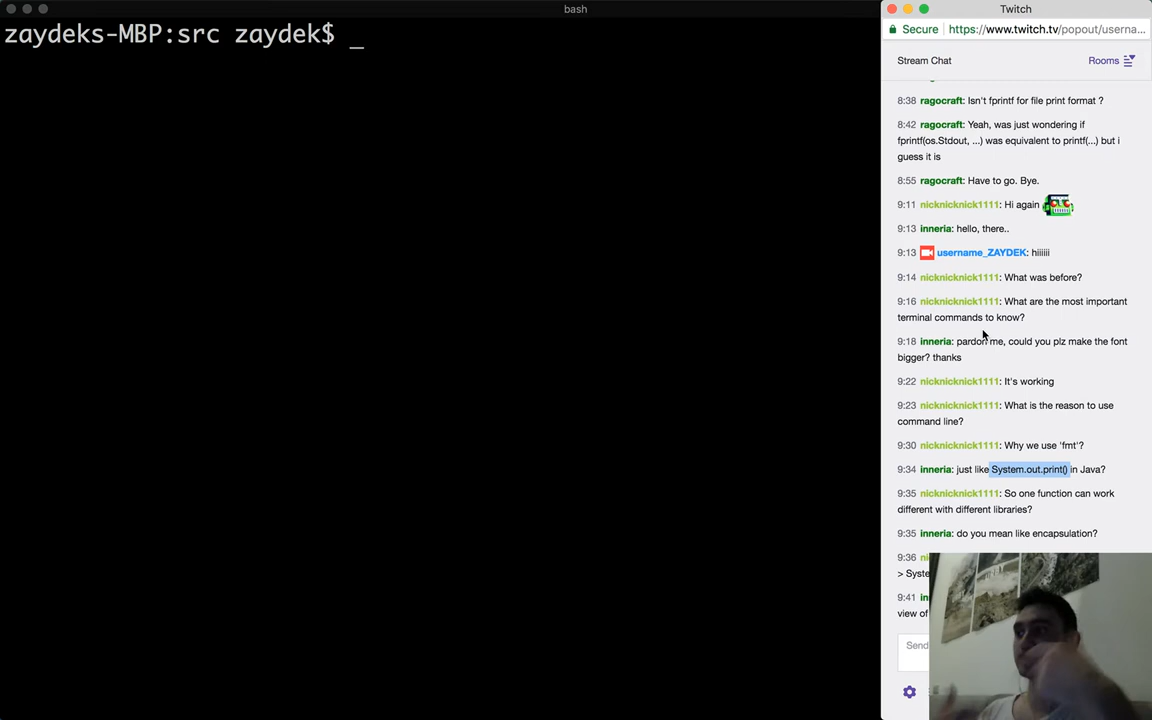 bash
zaydeks-MBP:src zaydek$ _
Twitch
Secure https://www.twitch.tv/popout/userna...
Stream Chat
Rooms
8:38 ragocraft: Isn't fprintf for file print format ?
8:42 ragocraft: Yeah, was just wondering if
fprintf(os.Stdout, ...) was equivalent to printf(...) but i
guess it is
8:55 ragocraft: Have to go. Bye.
9:11 nicknicknick1111: Hi again
9:13 inneria: hello, there..
9:13 username_ZAYDEK: hiiiiii
9:14 nicknicknick1111: What was before?
9:16 nicknicknick1111: What are the most important
terminal commands to know?
9:18 inneria: pardon me, could you plz make the font
bigger? thanks
9:22 nicknicknick1111: It's working
9:23 nicknicknick1111: What is the reason to use
command line?
9:30 nicknicknick1111: Why we use 'fmt'?
9:34 inneria: just like System.out.print() in Java?
9:35 nicknicknick1111: So one function can work
different with different libraries?
9:35 inneria: do you mean like encapsulation?
9:36
> Syste
9:41
view of
Send